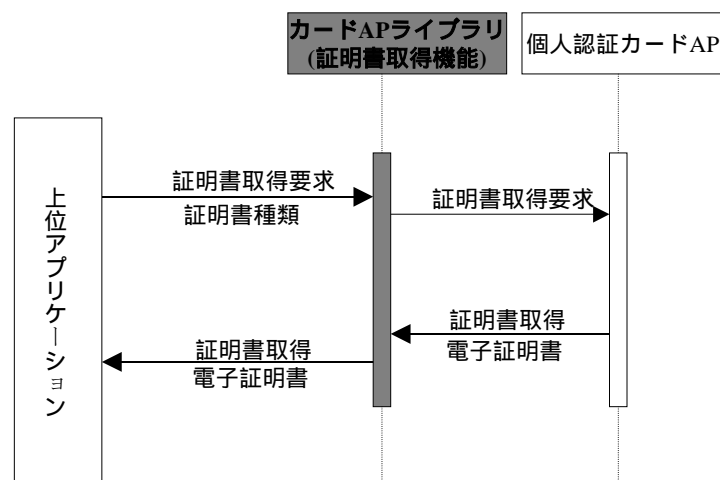 カードAPライブラリ
(証明書取得機能)
個人認証カードAP
上位アプリケーション
証明書取得要求
証明書種類
証明書取得要求
証明書取得
電子証明書
証明書取得
電子証明書